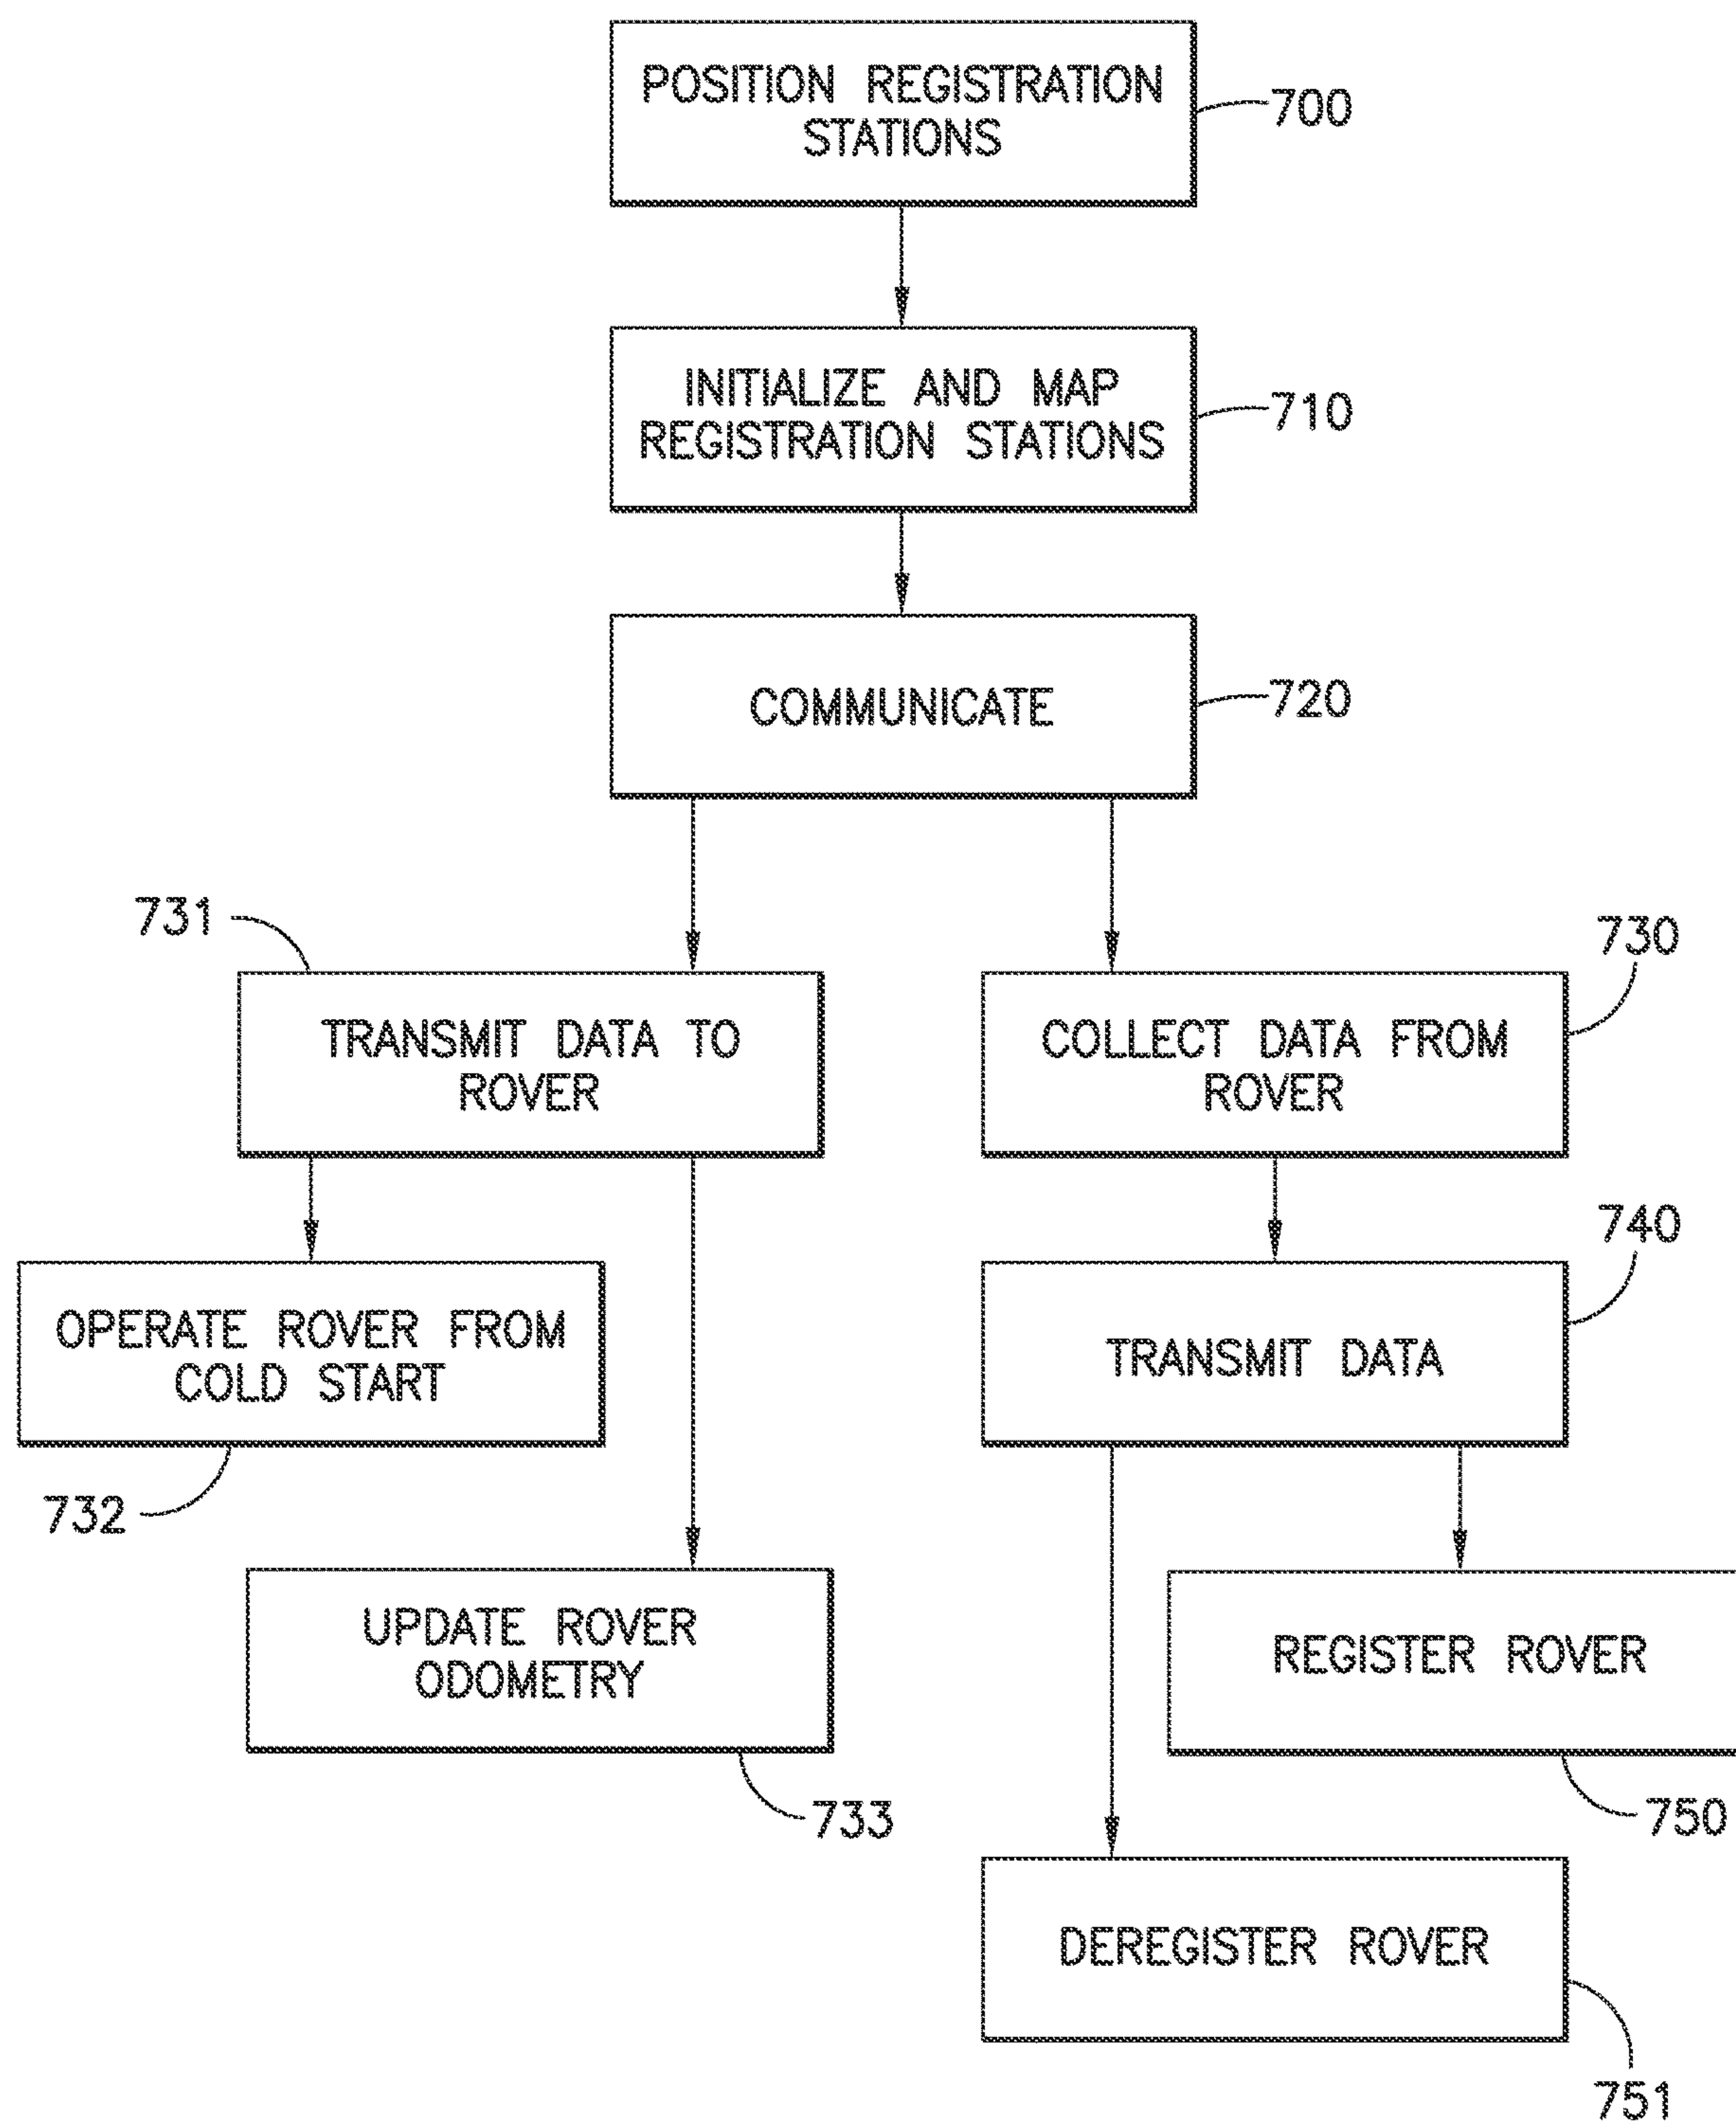 POSITION REGISTRATION
STATIONS
700
INITIALIZE AND MAP
REGISTRATION STATIONS
710
COMMUNICATE
720
731
TRANSMIT DATA TO
ROVER
730
COLLECT DATA FROM
ROVER
OPERATE ROVER FROM
COLD START
732
740
TRANSMIT DATA
UPDATE ROVER
ODOMETRY
733
REGISTER ROVER
750
DEREGISTER ROVER
751